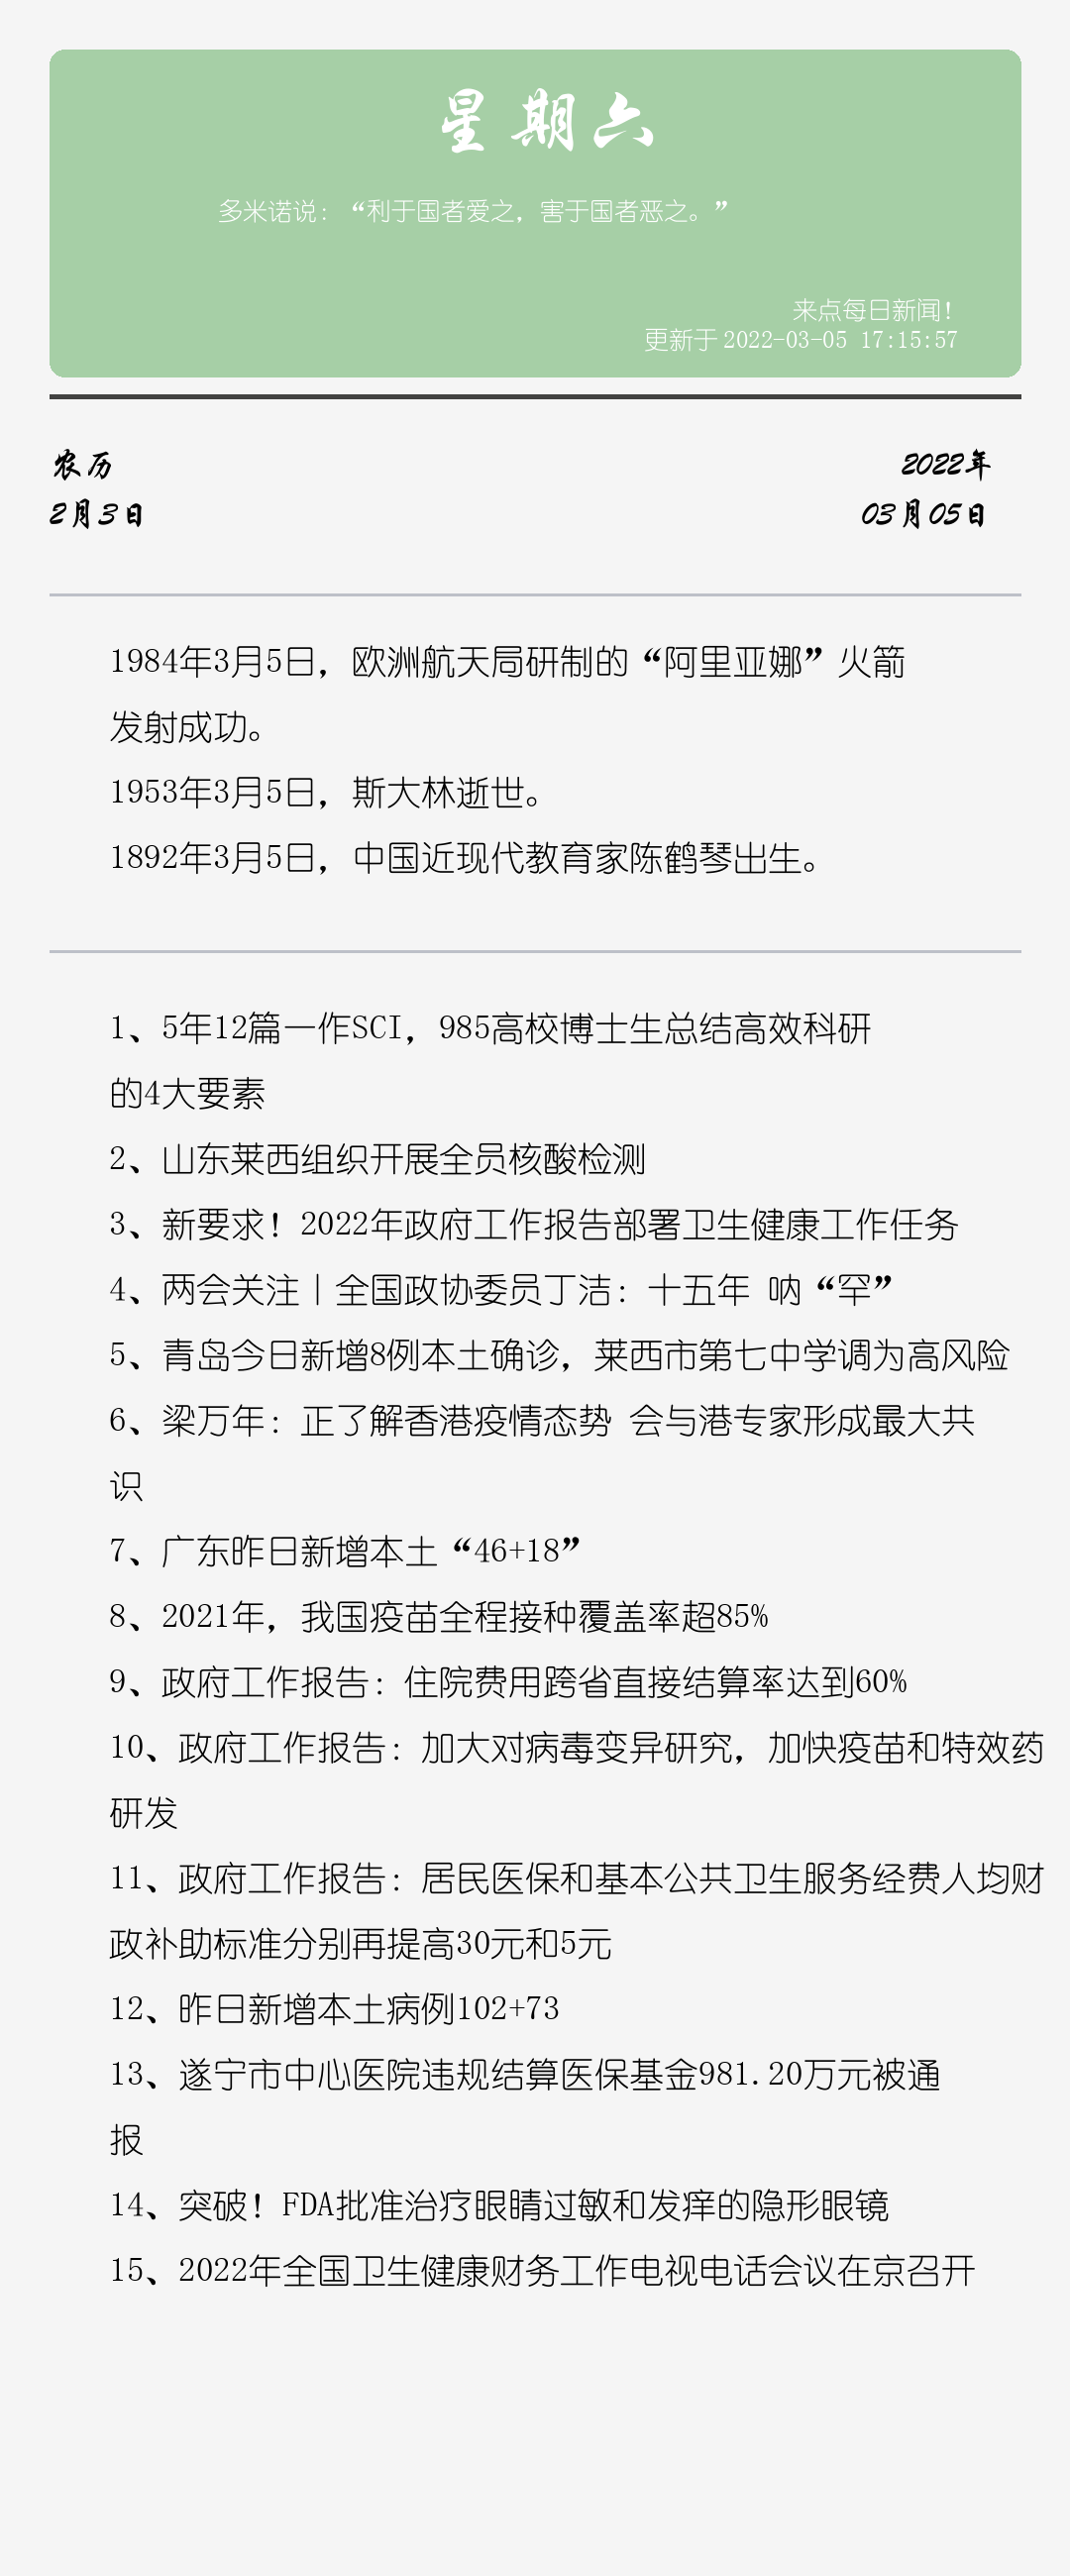 星期六
多米诺说：“利于国者爱之，害于国者恶之。”
来点每日新闻！
更新于 2022-03-05 17:15:57
农历
2022年
2月3日
03月05日
1984年3月5日，欧洲航天局研制的“阿里亚娜”火箭
发射成功。
1953年3月5日，斯大林逝世。
1892年3月5日，中国近现代教育家陈鹤琴出生。
1、5年12篇一作SCI，985高校博士生总结高效科研
的4大要素
2、山东莱西组织开展全员核酸检测
3、新要求！2022年政府工作报告部署卫生健康工作任务
4、两会关注丨全国政协委员丁洁：十五年 呐“罕”
5、青岛今日新增8例本土确诊，莱西市第七中学调为高风险
6、梁万年：正了解香港疫情态势 会与港专家形成最大共
识
7、广东昨日新增本土“46+18”
8、2021年，我国疫苗全程接种覆盖率超85%
9、政府工作报告：住院费用跨省直接结算率达到60%
10、政府工作报告：加大对病毒变异研究，加快疫苗和特效药
研发
11、政府工作报告：居民医保和基本公共卫生服务经费人均财
政补助标准分别再提高30元和5元
12、昨日新增本土病例102+73
13、遂宁市中心医院违规结算医保基金981.20万元被通
报
14、突破！FDA批准治疗眼睛过敏和发痒的隐形眼镜
15、2022年全国卫生健康财务工作电视电话会议在京召开